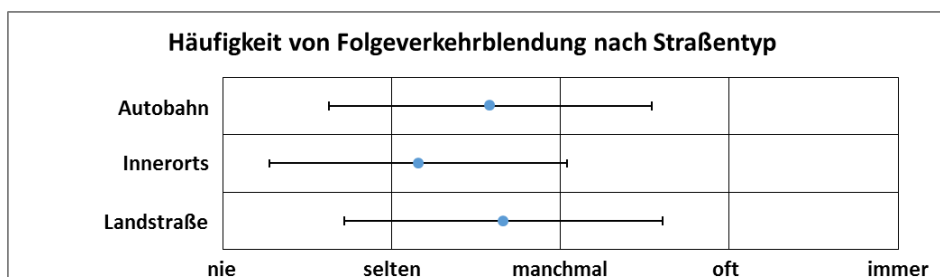 Häufigkeit von Folgeverkehrblendung nach Straßentyp
Autobahn
Innerorts
Landstraße
nie selten manchmal oft immer